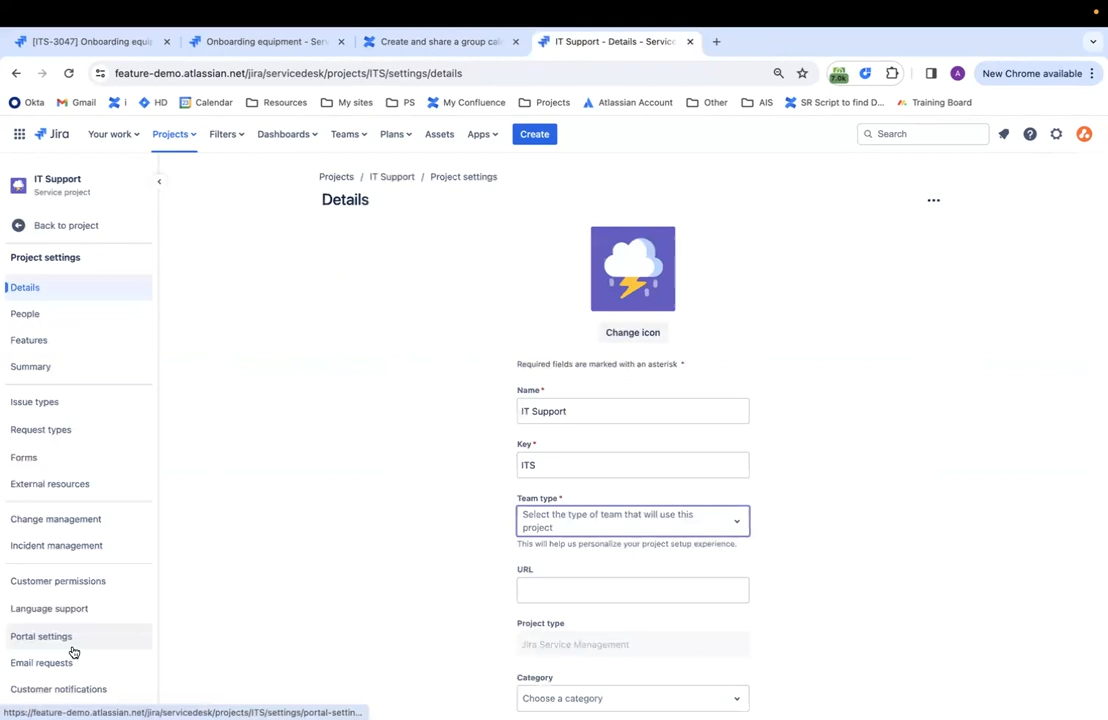 [ITS-3047] Onboarding equip
Onboarding equipment - Serv
Create and share a group cal
IT Support - Details - Service
feature-demo.atlassian.net/jira/servicedesk/projects/ITS/settings/details
7.0k
A
New Chrome available
Okta
Gmail
i
HD
Calendar
Resources
My sites
PS
My Confluence
Projects
Atlassian Account
Other
AIS
SR Script to find D...
Training Board
Jira
Your work
Projects
Filters
Dashboards
Teams
Plans
Assets
Apps
Create
Search
IT Support
Service project
Back to project
Project settings
Details
People
Features
Summary
Issue types
Request types
Forms
External resources
Change management
Incident management
Customer permissions
Language support
Portal settings
Email requests
Customer notifications
https://feature-demo.atlassian.net/jira/servicedesk/projects/ITS/settings/portal-settin...
Projects / IT Support / Project settings
Details
Change icon
Required fields are marked with an asterisk *
Name *
IT Support
Key *
ITS
Team type *
Select the type of team that will use this
project
This will help us personalize your project setup experience.
URL
Project type
Jira Service Management
Category
Choose a category